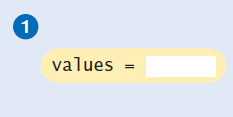 1
values =